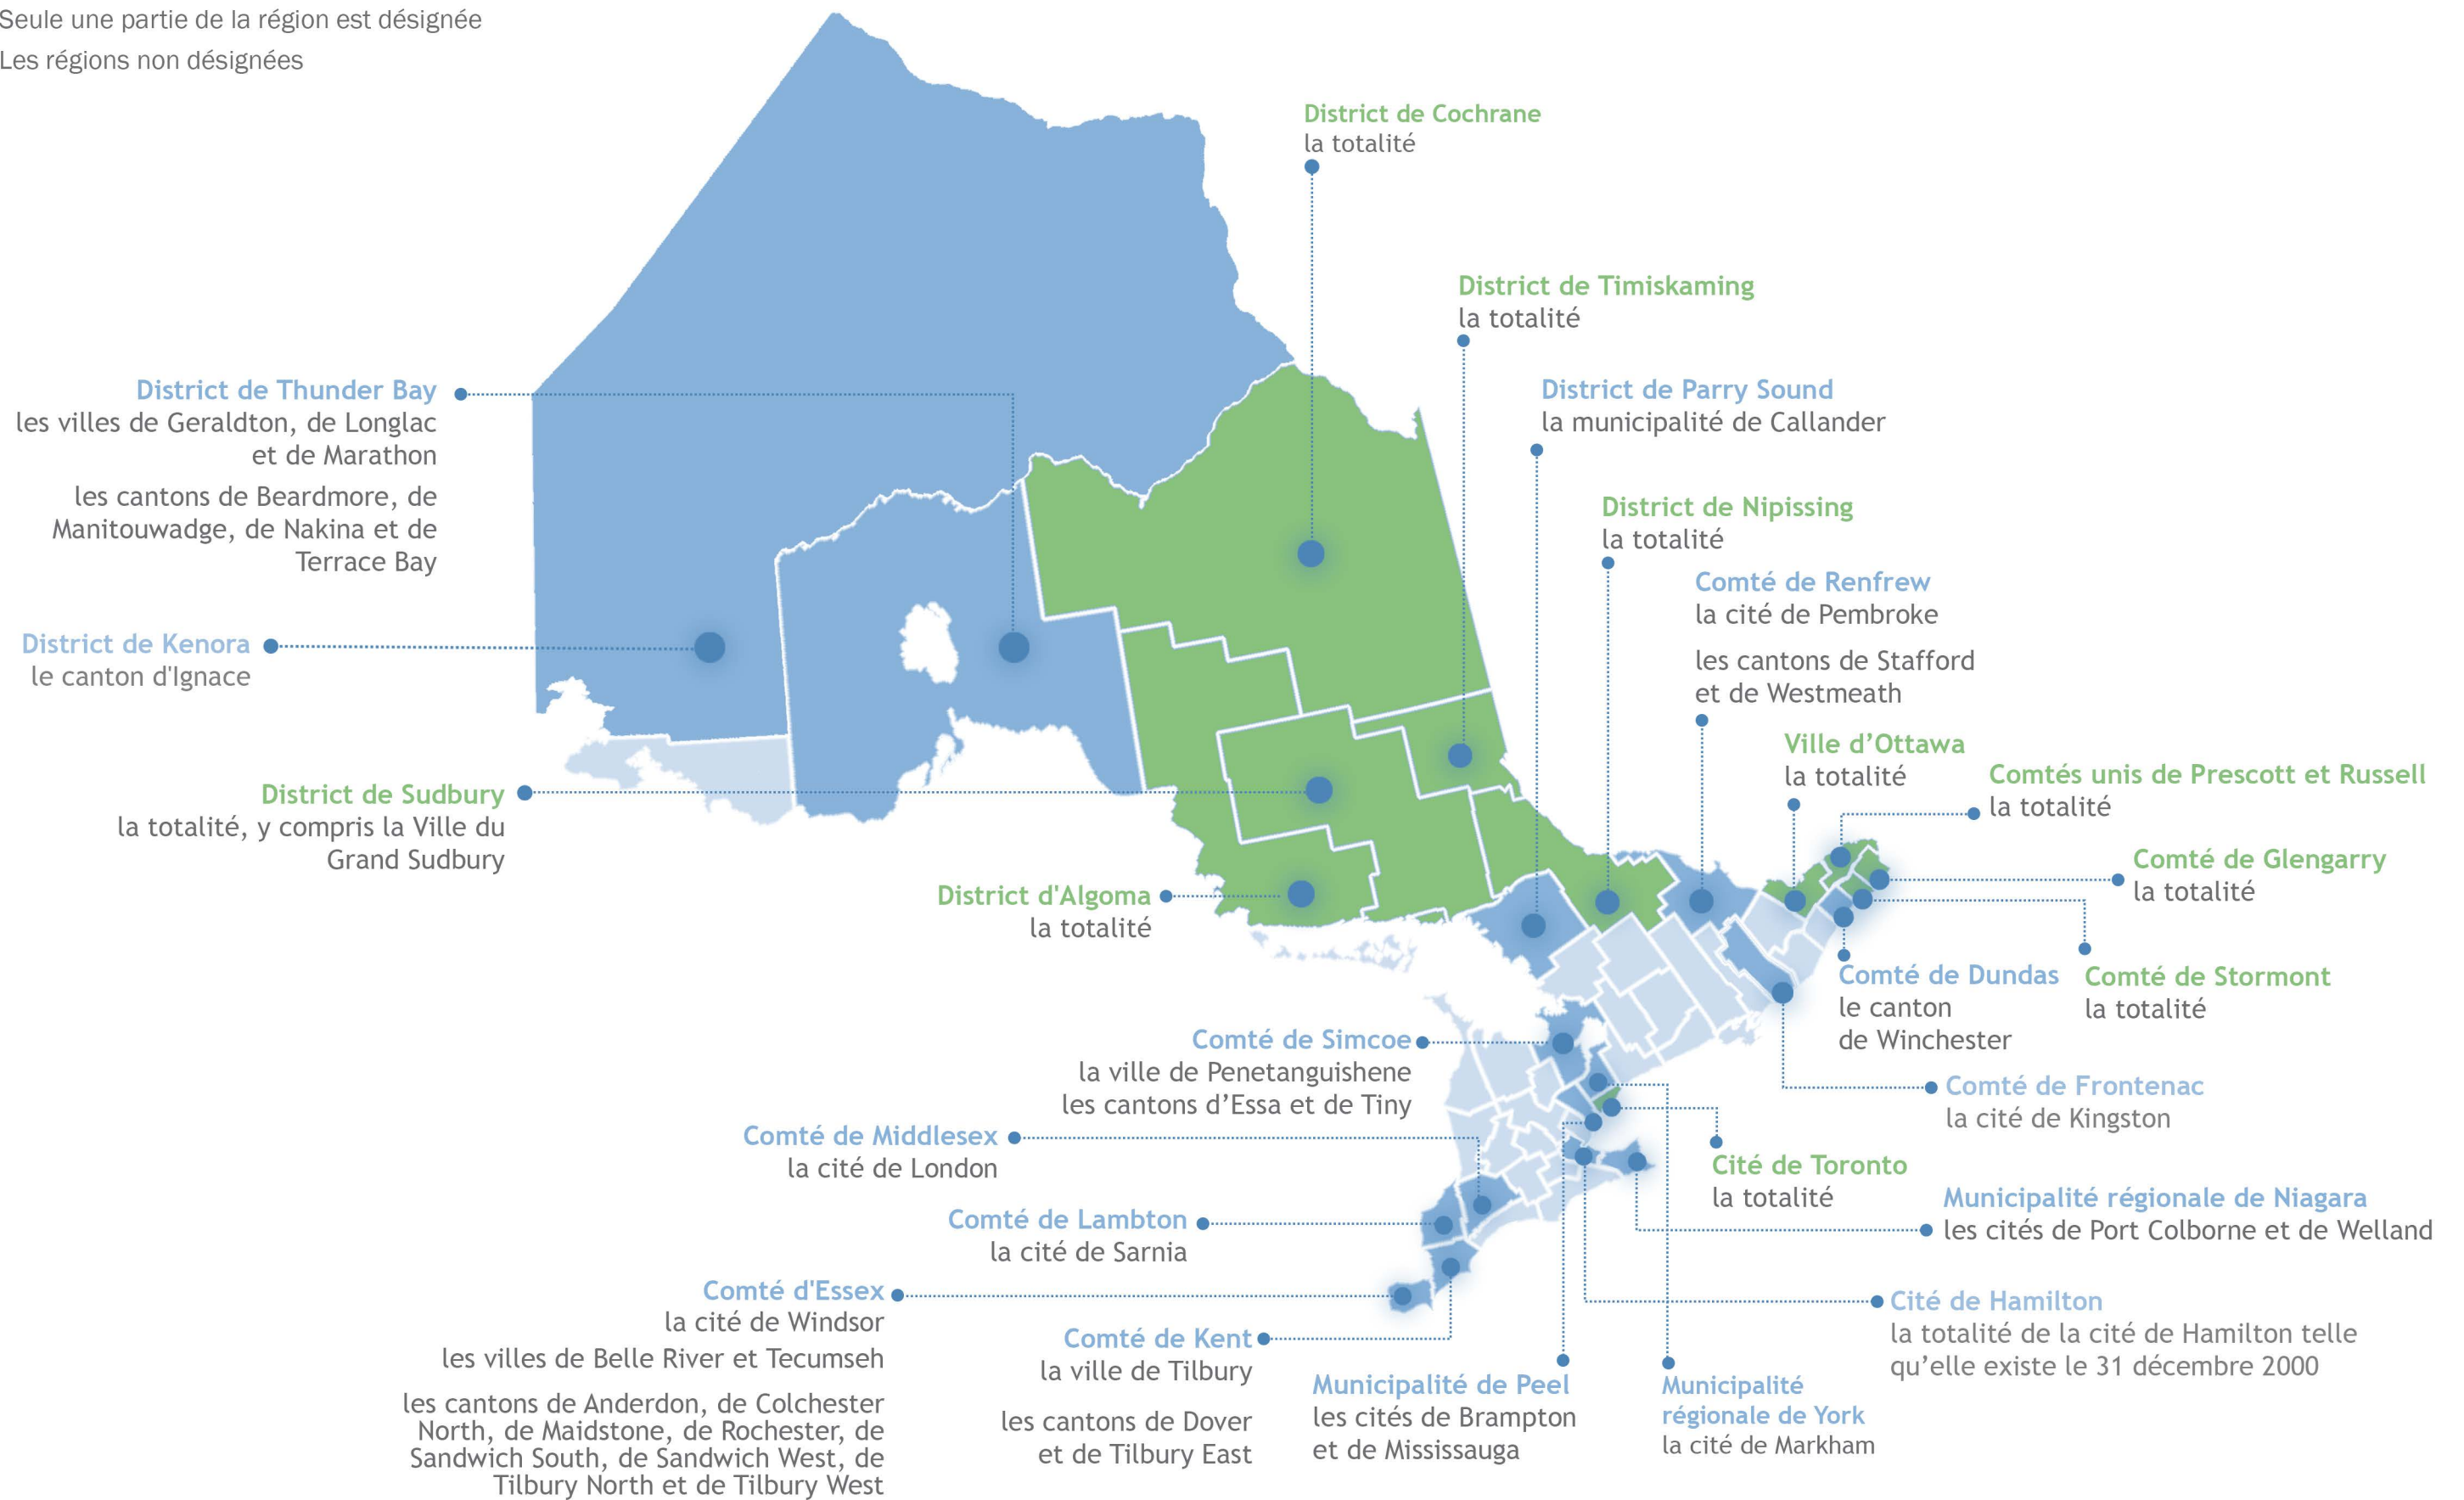 Seule une partie de la région est désignée
Les régions non désignées
District de Cochrane
la totalité
District de Timiskaming
la totalité
District de Thunder Bay
les villes de Geraldton, de Longlac
et de Marathon
les cantons de Beardmore, de
Manitouwadge, de Nakina et de
Terrace Bay
District de Parry Sound
la municipalité de Callander
District de Nipissing
la totalité
Comté de Renfrew
la cité de Pembroke
les cantons de Stafford
et de Westmeath
District de Kenora
le canton d'Ignace
Ville d’Ottawa
la totalité
Comtés unis de Prescott et Russell
la totalité
District de Sudbury
la totalité, y compris la Ville du
Grand Sudbury
Comté de Glengarry
la totalité
District d'Algoma
la totalité
Comté de Dundas
le canton
de Winchester
Comté de Stormont
la totalité
Comté de Simcoe
la ville de Penetanguishene
les cantons d’Essa et de Tiny
Comté de Frontenac
la cité de Kingston
Comté de Middlesex
la cité de London
Cité de Toronto
la totalité
Municipalité régionale de Niagara
les cités de Port Colborne et de Welland
Comté de Lambton
la cité de Sarnia
Comté d'Essex
la cité de Windsor
les villes de Belle River et Tecumseh
les cantons de Anderdon, de Colchester
North, de Maidstone, de Rochester, de
Sandwich South, de Sandwich West, de
Tilbury North et de Tilbury West
Comté de Kent
la ville de Tilbury
les cantons de Dover
et de Tilbury East
Municipalité de Peel
les cités de Brampton
et de Mississauga
Municipalité
régionale de York
la cité de Markham
Cité de Hamilton
la totalité de la cité de Hamilton telle
qu’elle existe le 31 décembre 2000